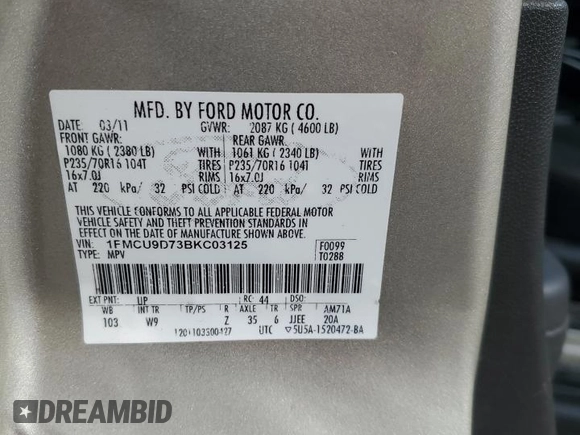 MFD. BY FORD MOTOR CO.
DATE 03/11 GVWR: 2087 KG ( 4600 LB)
FRONT GAWR: REAR GAWR:
1080 KG ( 2380 LB) WITH 1061 KG ( 2340 LB) WITH
P235/70R16 104T TIRES P235/70R16 104T TIRES
16x7.0J RIMS 16x7.0J RIMS
AT 220 kPa/ 32 PSI COLD AT 220 kPa/ 32 PSI COLD
THIS VEHICLE CONFORMS TO ALL APPLICABLE FEDERAL MOTOR
VEHICLE SAFETY AND THEFT PREVENTION STANDARDS IN
EFFECT ON THE DATE OF MANUFACTURE SHOWN ABOVE.
VIN: 1FMCU9D73BKC03125 F0099
TYPE: MPV T0288
EXT PNT: UP RC: 44 DSO:
WB INT TR TP/PS R AXLE TR SPR AM71A
103 W9 Z 35 6 JJEE 20A
UTC 5U5A-1520472-BA
DREAMBID